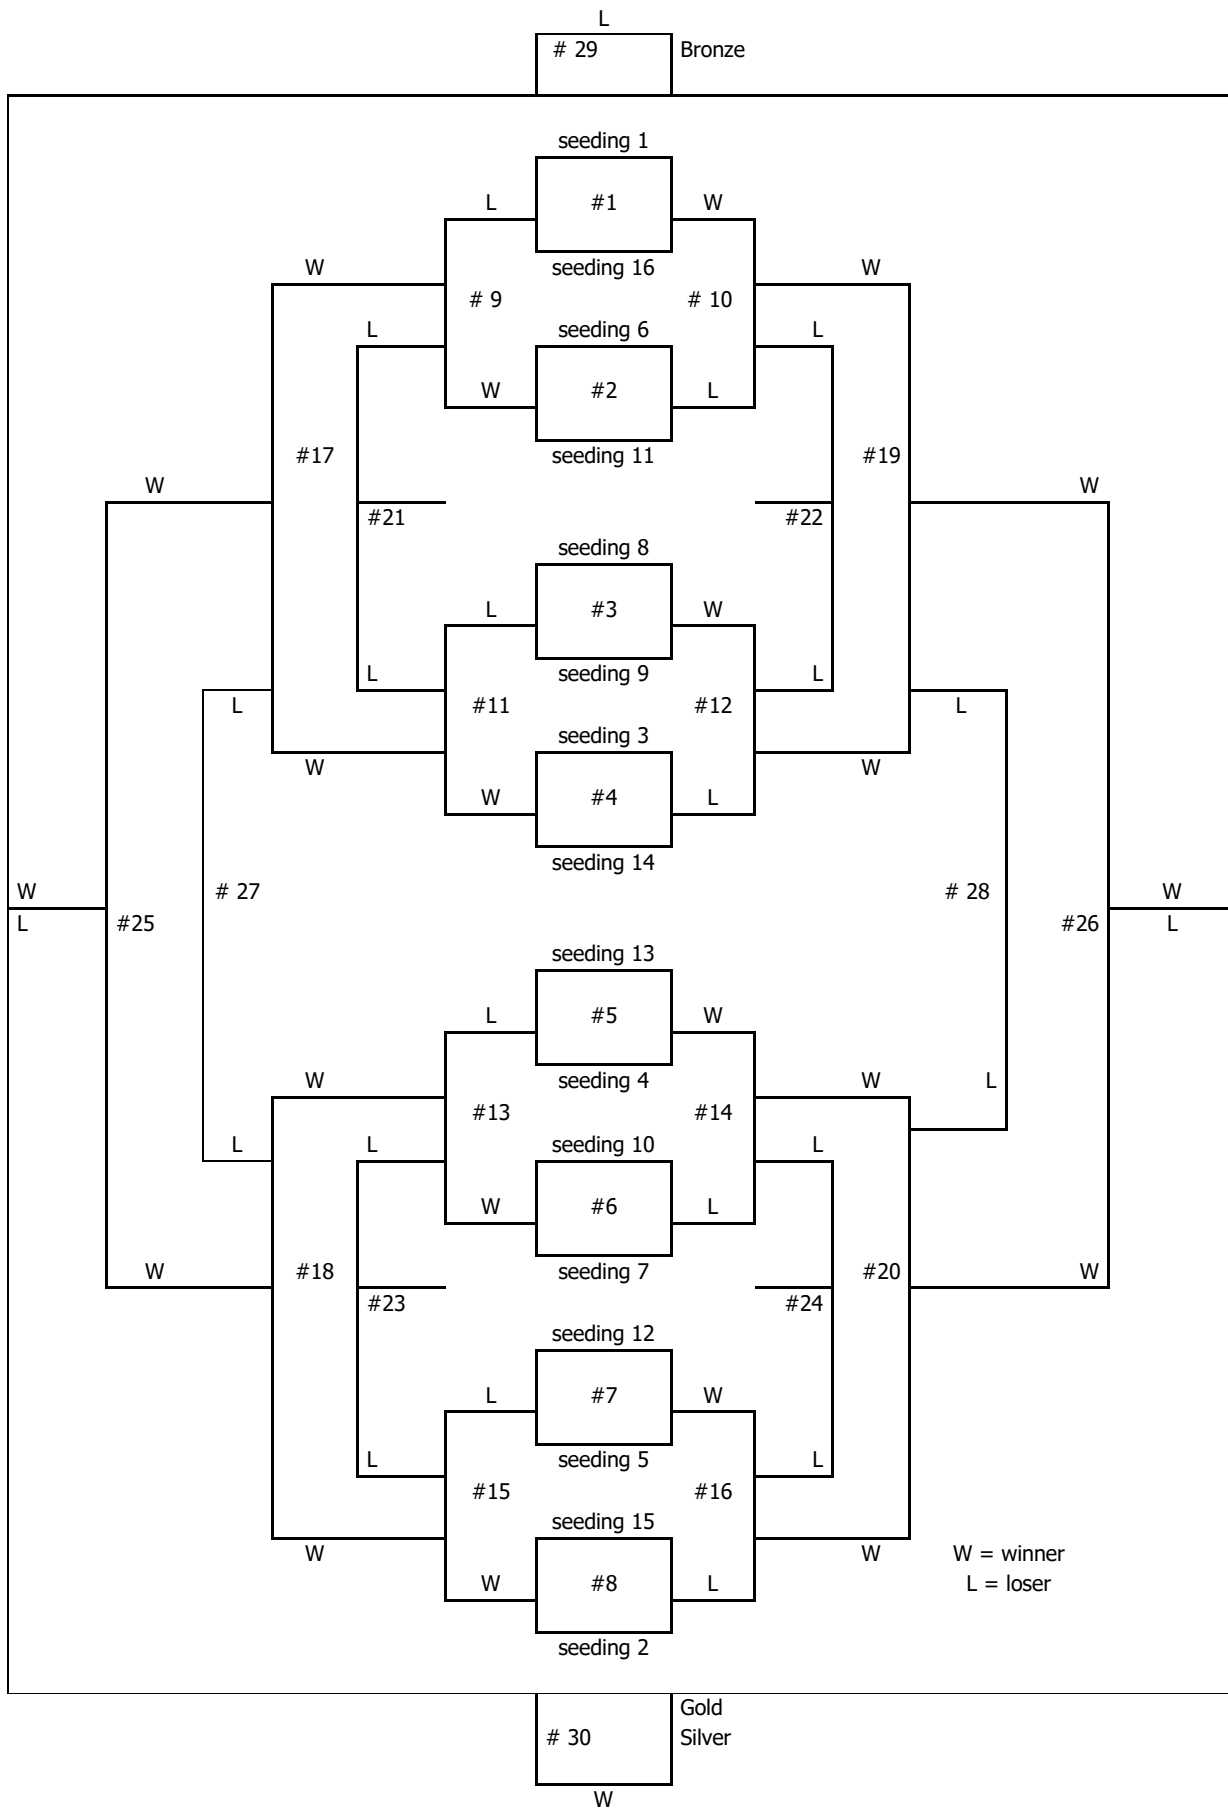 L
# 29 Bronze
seeding 1
L #1 W
W seeding 16 W
# 9 # 10
L seeding 6 L
W #2 L
#17 seeding 11 #19
W W
#21 #22
seeding 8
L #3 W
L seeding 9 L
L #11 #12 L
seeding 3
W W
W #4 L
seeding 14
W # 27 # 28 W
L #25 #26 L
seeding 13
L #5 W
W seeding 4 W L
#13 #14
L L seeding 10 L
W #6 L
W #18 seeding 7 #20 W
#23 #24
seeding 12
L #7 W
L seeding 5 L
#15 #16
seeding 15
W W W = winner
W #8 L L = loser
seeding 2
Gold
# 30 Silver
W